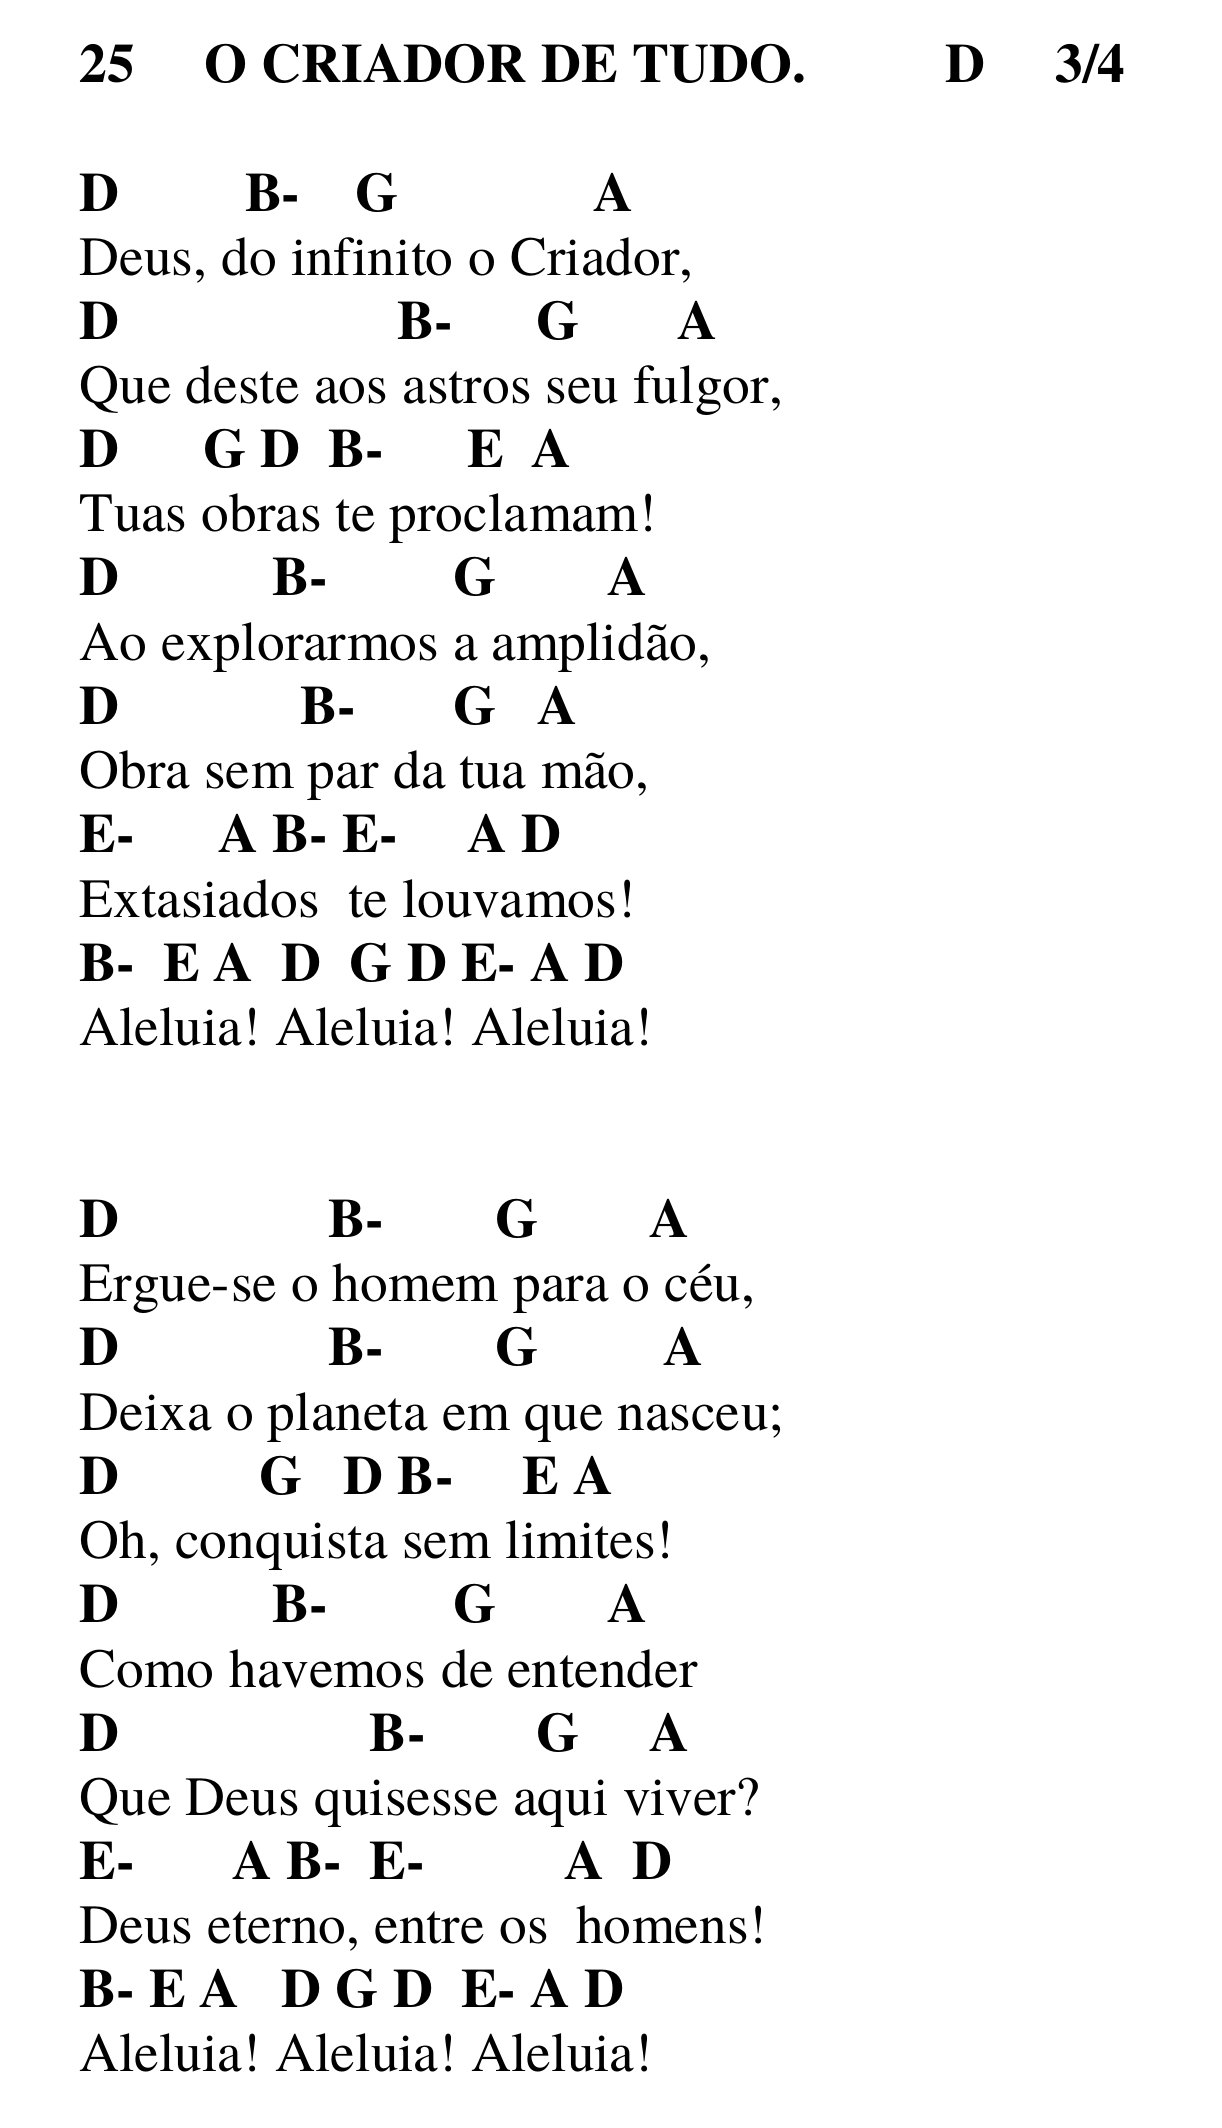 25 O CRIADOR DE TUDO. D 3/4
D B- G A
Deus, do infinito o Criador,
D B- G A
Que deste aos astros seu fulgor,
D G D B- E A
Tuas obras te proclamam!
D B- G A
Ao explorarmos a amplidão,
D B- G A
Obra sem par da tua mão,
E- A B- E- A D
Extasiados te louvamos!
B- E A D G D E- A D
Aleluia! Aleluia! Aleluia!
D B- G A
Ergue-se o homem para o céu,
D B- G A
Deixa o planeta em que nasceu;
D G D B- E A
Oh, conquista sem limites!
D B- G A
Como havemos de entender
D B- G A
Que Deus quisesse aqui viver?
E- A B- E- A D
Deus eterno, entre os homens!
B- E A D G D E- A D
Aleluia! Aleluia! Aleluia!